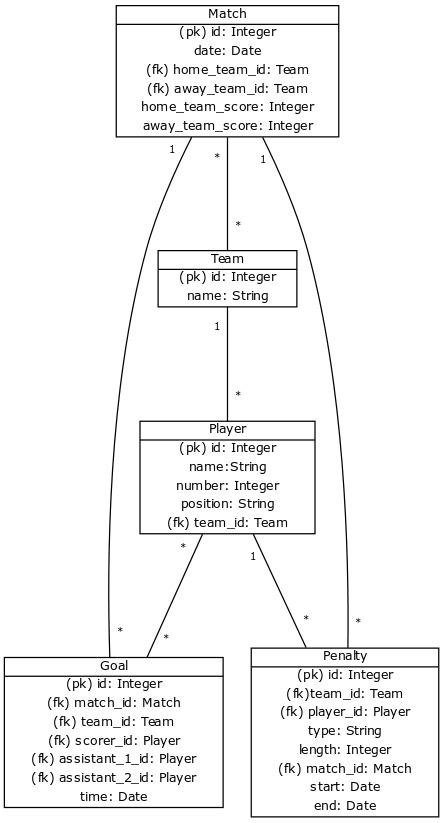 Match
(pk) id: Integer
date: Date
(fk) home_team_id: Team
(fk) away_team_id: Team
home_team_score: Integer
away_team_score: Integer
1
*
1
*
Team
(pk) id: Integer
name: String
1
*
Player
(pk) id: Integer
name:String
number: Integer
position: String
(fk) team_id: Team
*
1
*
*
*
*
Goal
(pk) id: Integer
(fk) match_id: Match
(fk) team_id: Team
(fk) scorer_id: Player
(fk) assistant_1_id: Player
(fk) assistant_2_id: Player
time: Date
Penalty
(pk) id: Integer
(fk)team_id: Team
(fk) player_id: Player
type: String
length: Integer
(fk) match_id: Match
start: Date
end: Date